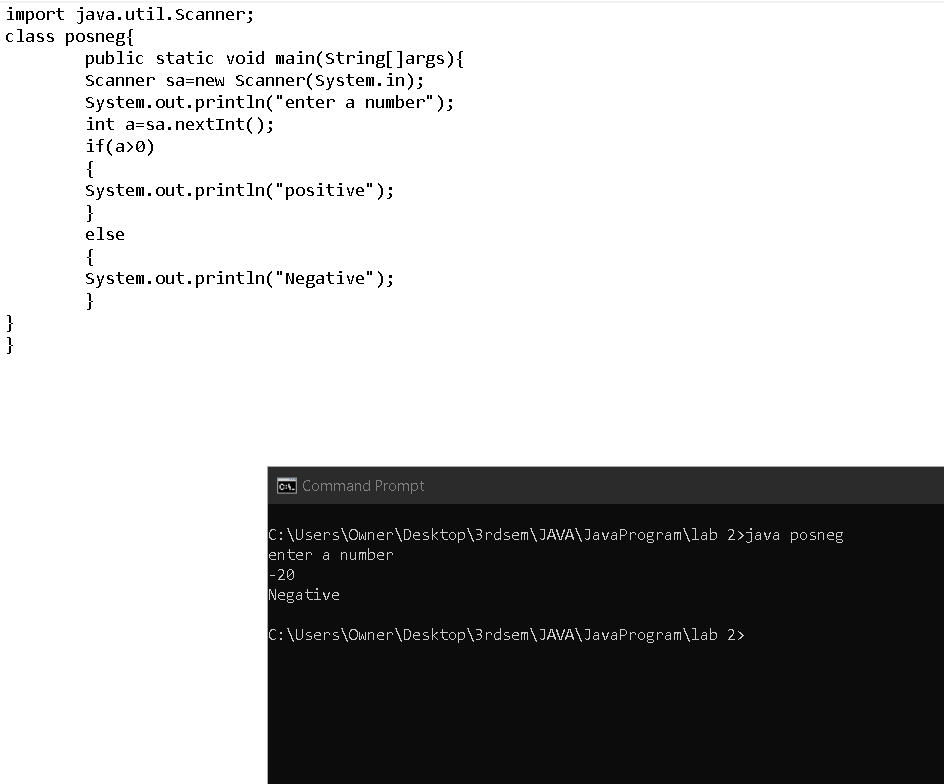 import java.util.Scanner;
class posneg{
public static void main(String[]args){
Scanner sa=new Scanner(System.in);
System.out.println("enter a number");
int a=sa.nextInt();
if(a>0)
{
System.out.println("positive");
}
else
{
System.out.println("Negative");
}
}
}
C:\. Command Prompt
C:\Users\Owner\Desktop\3rdsem\JAVA\JavaProgram\lab 2>java posneg
enter a number
-20
Negative
C:\Users\Owner\Desktop\3rdsem\JAVA\JavaProgram\lab 2>